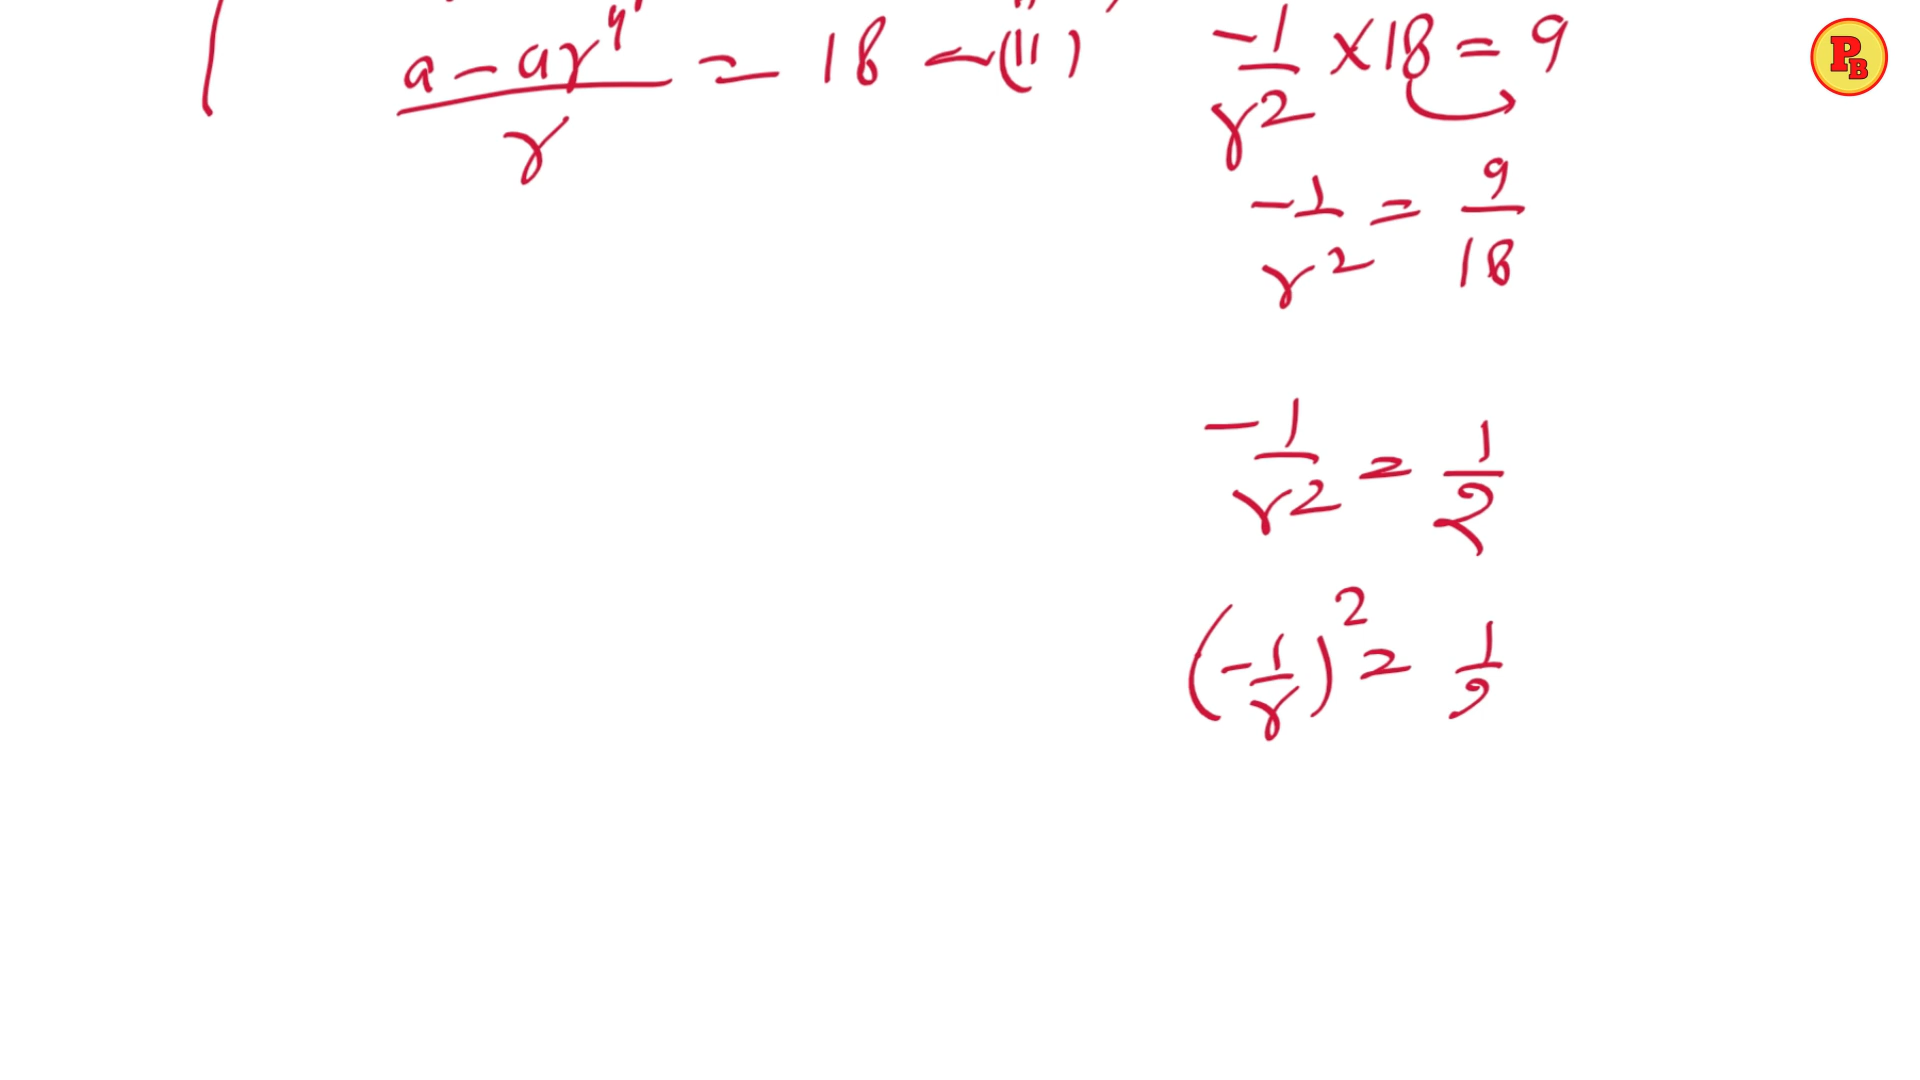 (a - ar⁴)/r = 18 - (ii)
-1/r² × 18 = 9
-1/r² = 9/18
-1/r² = 1/2
(-1/r)² = 1/2
PB